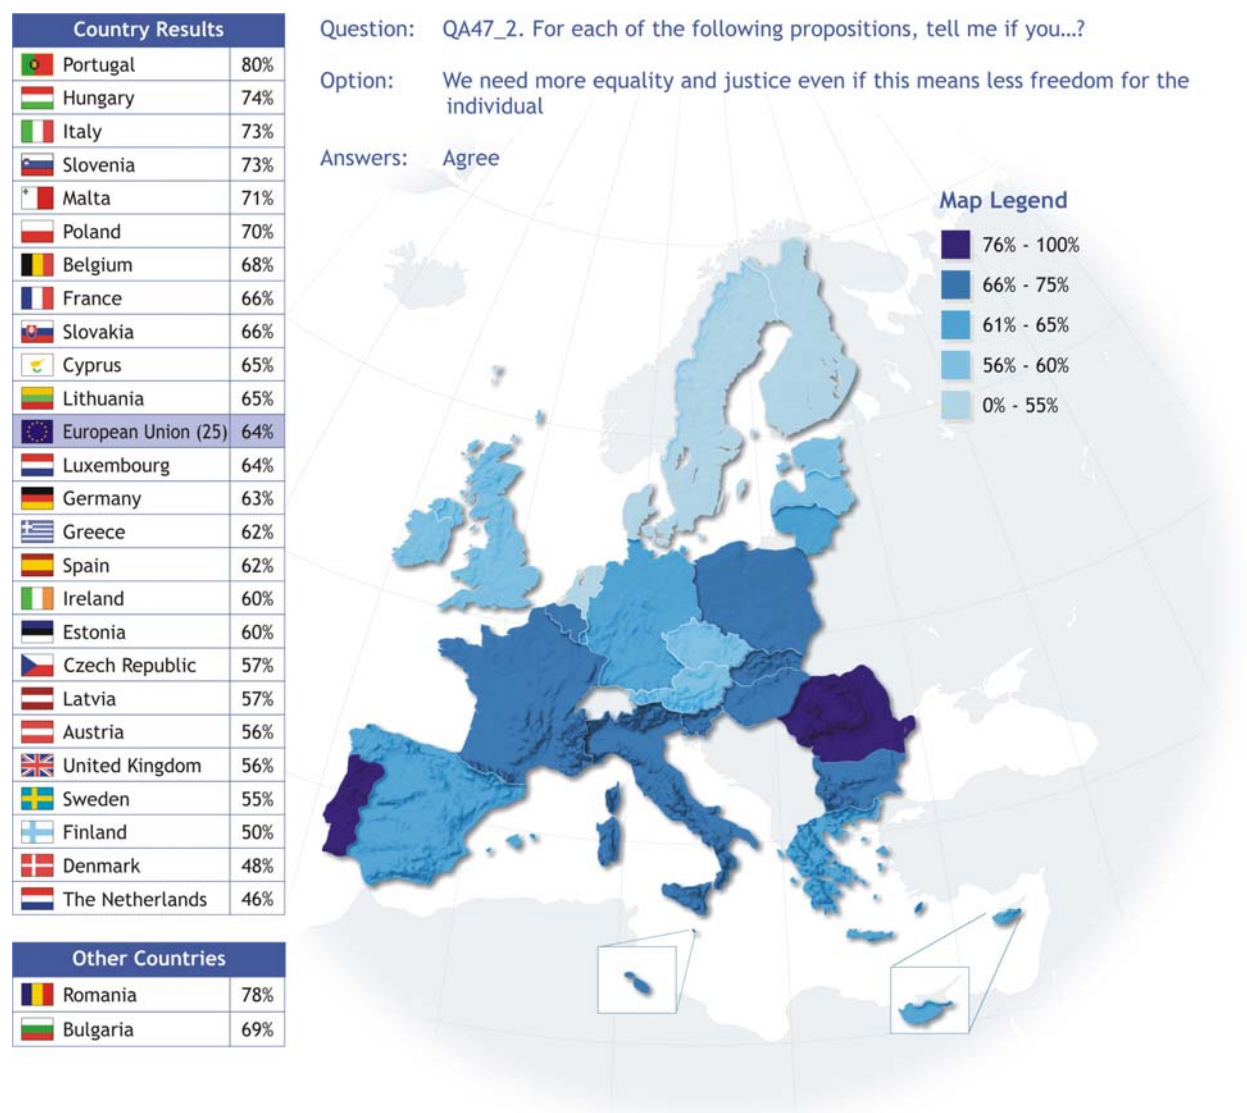 Country Results
Portugal 80%
Hungary 74%
Italy 73%
Slovenia 73%
Malta 71%
Poland 70%
Belgium 68%
France 66%
Slovakia 66%
Cyprus 65%
Lithuania 65%
European Union (25) 64%
Luxembourg 64%
Germany 63%
Greece 62%
Spain 62%
Ireland 60%
Estonia 60%
Czech Republic 57%
Latvia 57%
Austria 56%
United Kingdom 56%
Sweden 55%
Finland 50%
Denmark 48%
The Netherlands 46%
Other Countries
Romania 78%
Bulgaria 69%
Question: QA47_2. For each of the following propositions, tell me if you…?
Option: We need more equality and justice even if this means less freedom for the
individual
Answers: Agree
Map Legend
76% - 100%
66% - 75%
61% - 65%
56% - 60%
0% - 55%